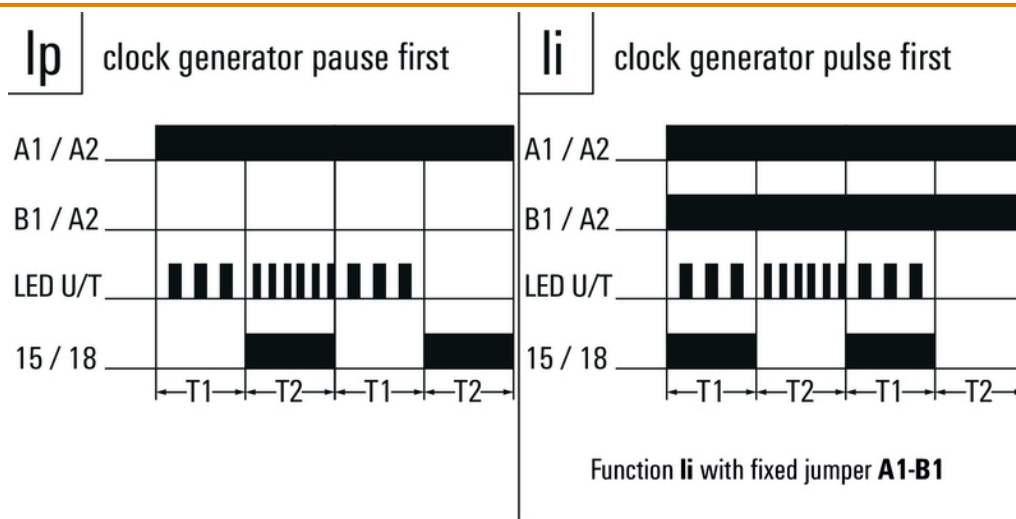 Ip clock generator pause first
A1 / A2
B1 / A2
LED U/T
15 / 18
T1 T2 T1 T2
Ii clock generator pulse first
A1 / A2
B1 / A2
LED U/T
15 / 18
T1 T2 T1 T2
Function Ii with fixed jumper A1-B1